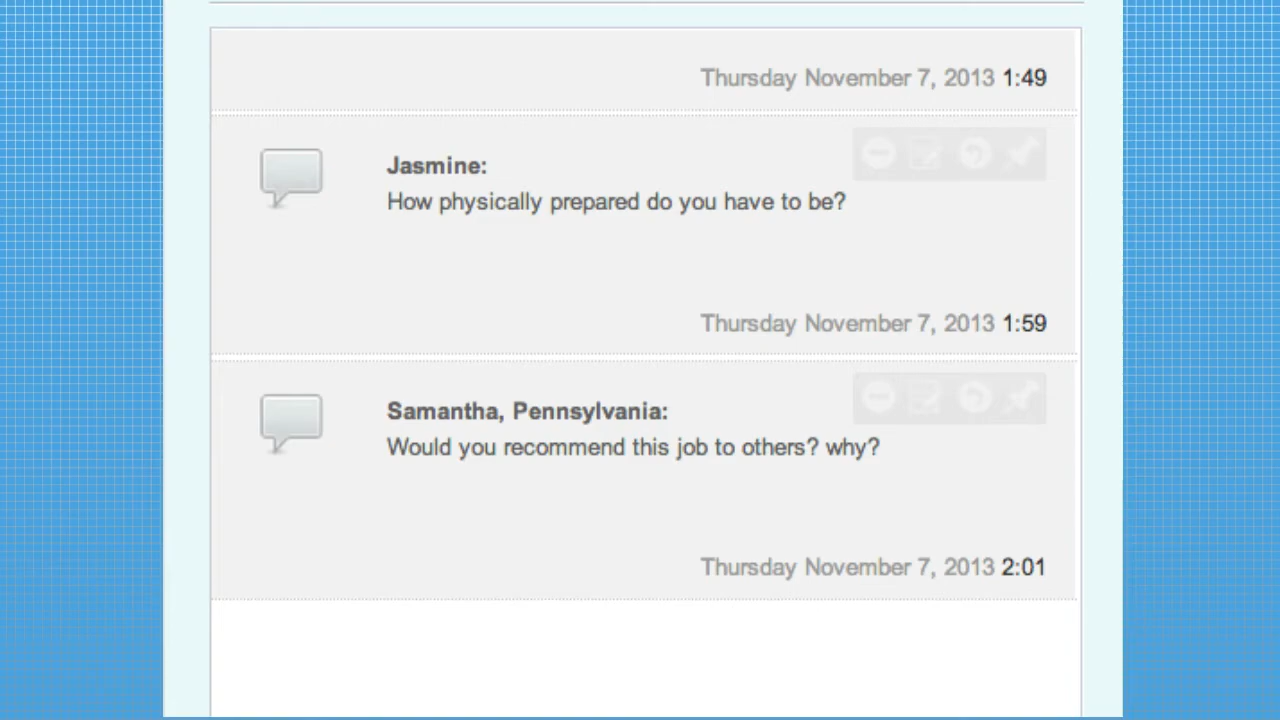 Thursday November 7, 2013 1:49
Jasmine:
How physically prepared do you have to be?
Thursday November 7, 2013 1:59
Samantha, Pennsylvania:
Would you recommend this job to others? why?
Thursday November 7, 2013 2:01